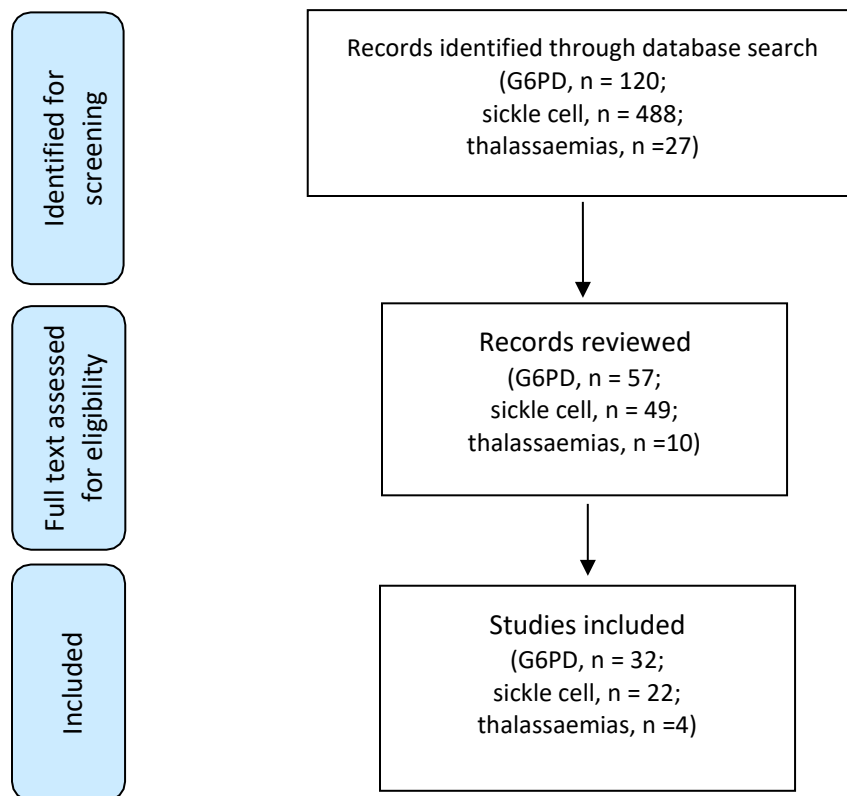 Identified for
screening
Records identified through database search
(G6PD, n = 120;
sickle cell, n = 488;
thalassaemias, n =27)
Full text assessed
for eligibility
Records reviewed
(G6PD, n = 57;
sickle cell, n = 49;
thalassaemias, n =10)
Included
Studies included
(G6PD, n = 32;
sickle cell, n = 22;
thalassaemias, n =4)